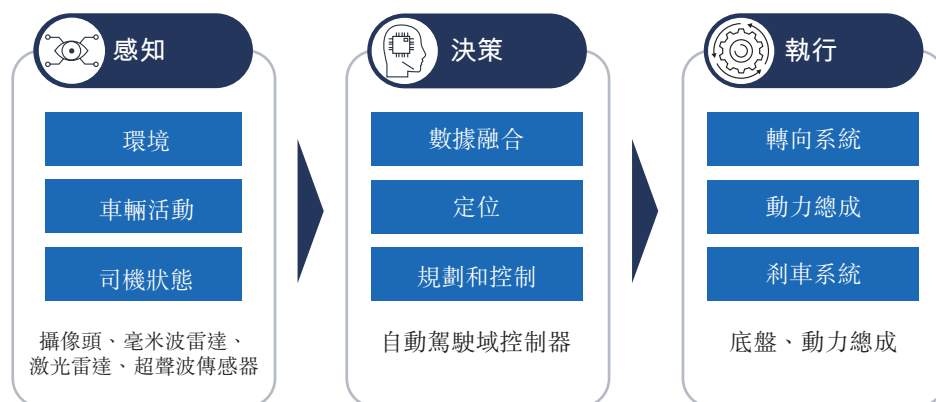 感知
環境
車輛活動
司機狀態
攝像頭、毫米波雷達、
激光雷達、超聲波傳感器
決策
數據融合
定位
規劃和控制
自動駕駛域控制器
執行
轉向系統
動力總成
剎車系統
底盤、動力總成